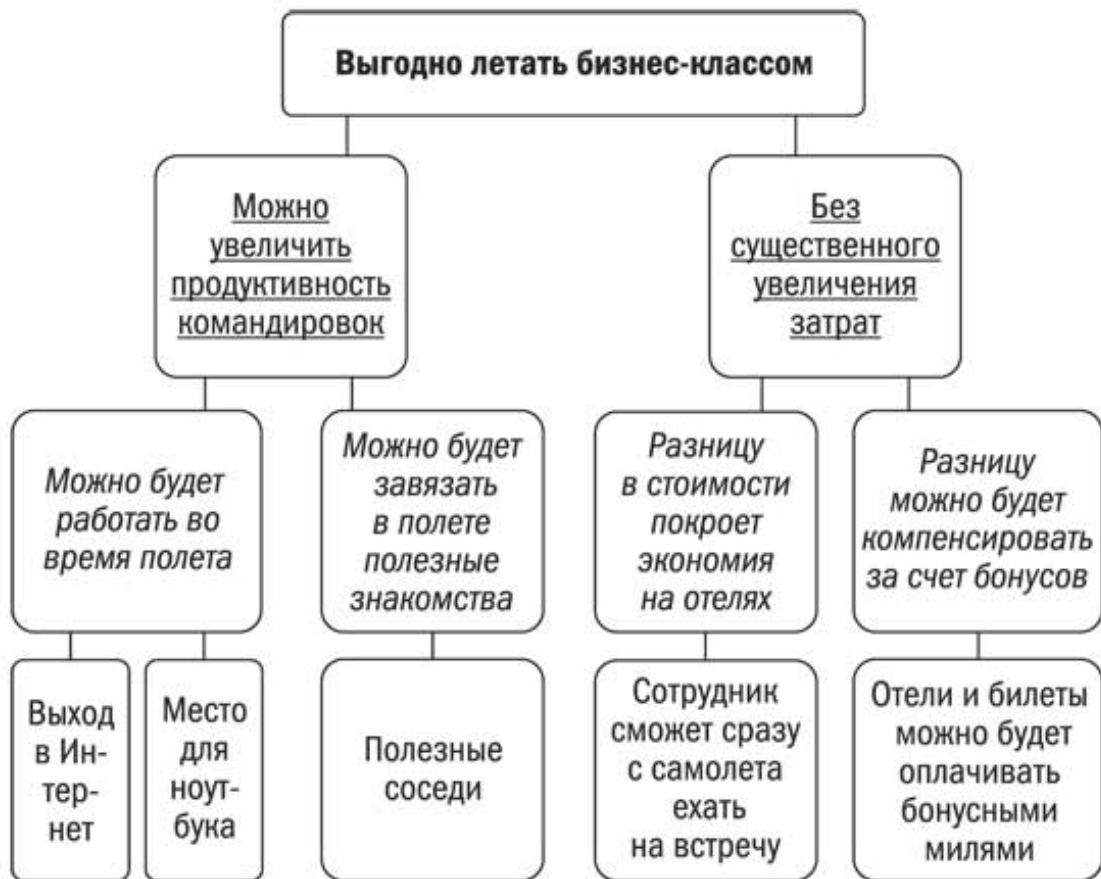 Выгодно летать бизнес-классом
Можно
увеличить
продуктивность
командировок
Без
существенного
увеличения
затрат
Можно будет
работать во
время полета
Можно будет
завязать
в полете
полезные
знакомства
Разницу
в стоимости
покроет
экономия
на отелях
Разницу
можно будет
компенсировать
за счет бонусов
Выход
в Ин-
тер-
нет
Место
для
ноут-
бука
Полезные
соседи
Сотрудник
сможет сразу
с самолета
ехать
на встречу
Отели и билеты
можно будет
оплачивать
бонусными
милями